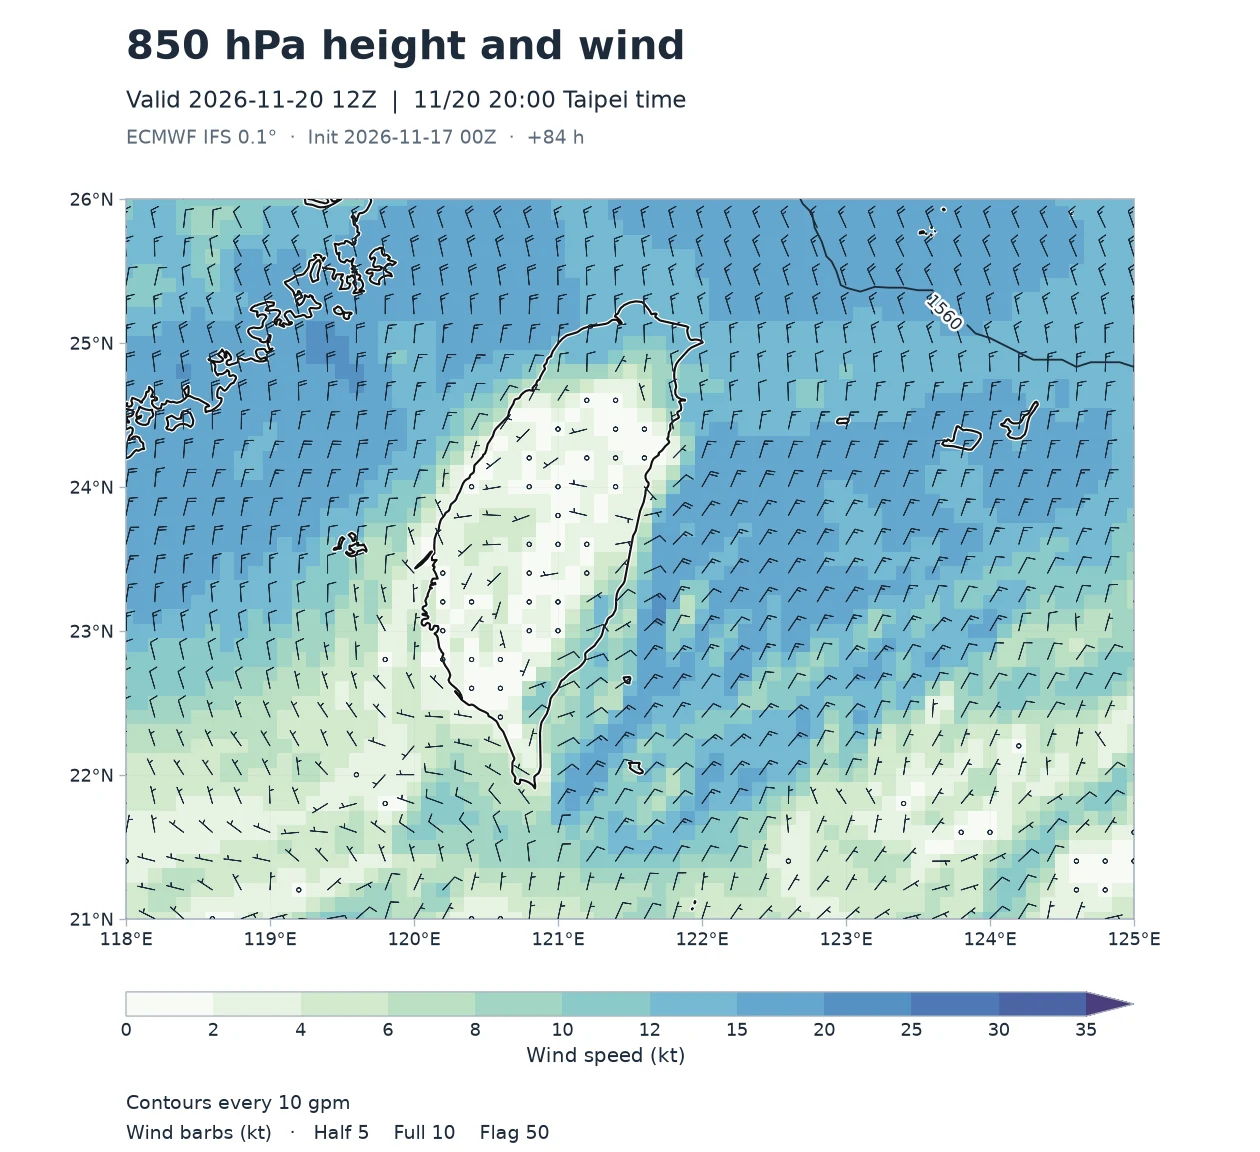 850 hPa height and wind
Valid 2026-11-20 12Z | 11/20 20:00 Taipei time
ECMWF IFS 0.1° · Init 2026-11-17 00Z · +84 h
26°N
25°N
24°N
23°N
22°N
21°N
1560
118°E 119°E 120°E 121°E 122°E 123°E 124°E 125°E
0 2 4 6 8 10 12 15 20 25 30 35
Wind speed (kt)
Contours every 10 gpm
Wind barbs (kt) · Half 5 Full 10 Flag 50